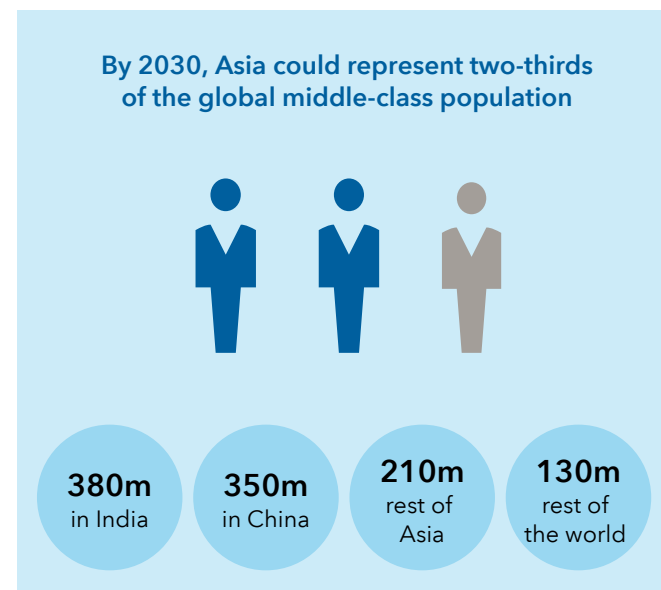 By 2030, Asia could represent two-thirds
of the global middle-class population
380m
in India
350m
in China
210m
rest of
Asia
130m
rest of
the world